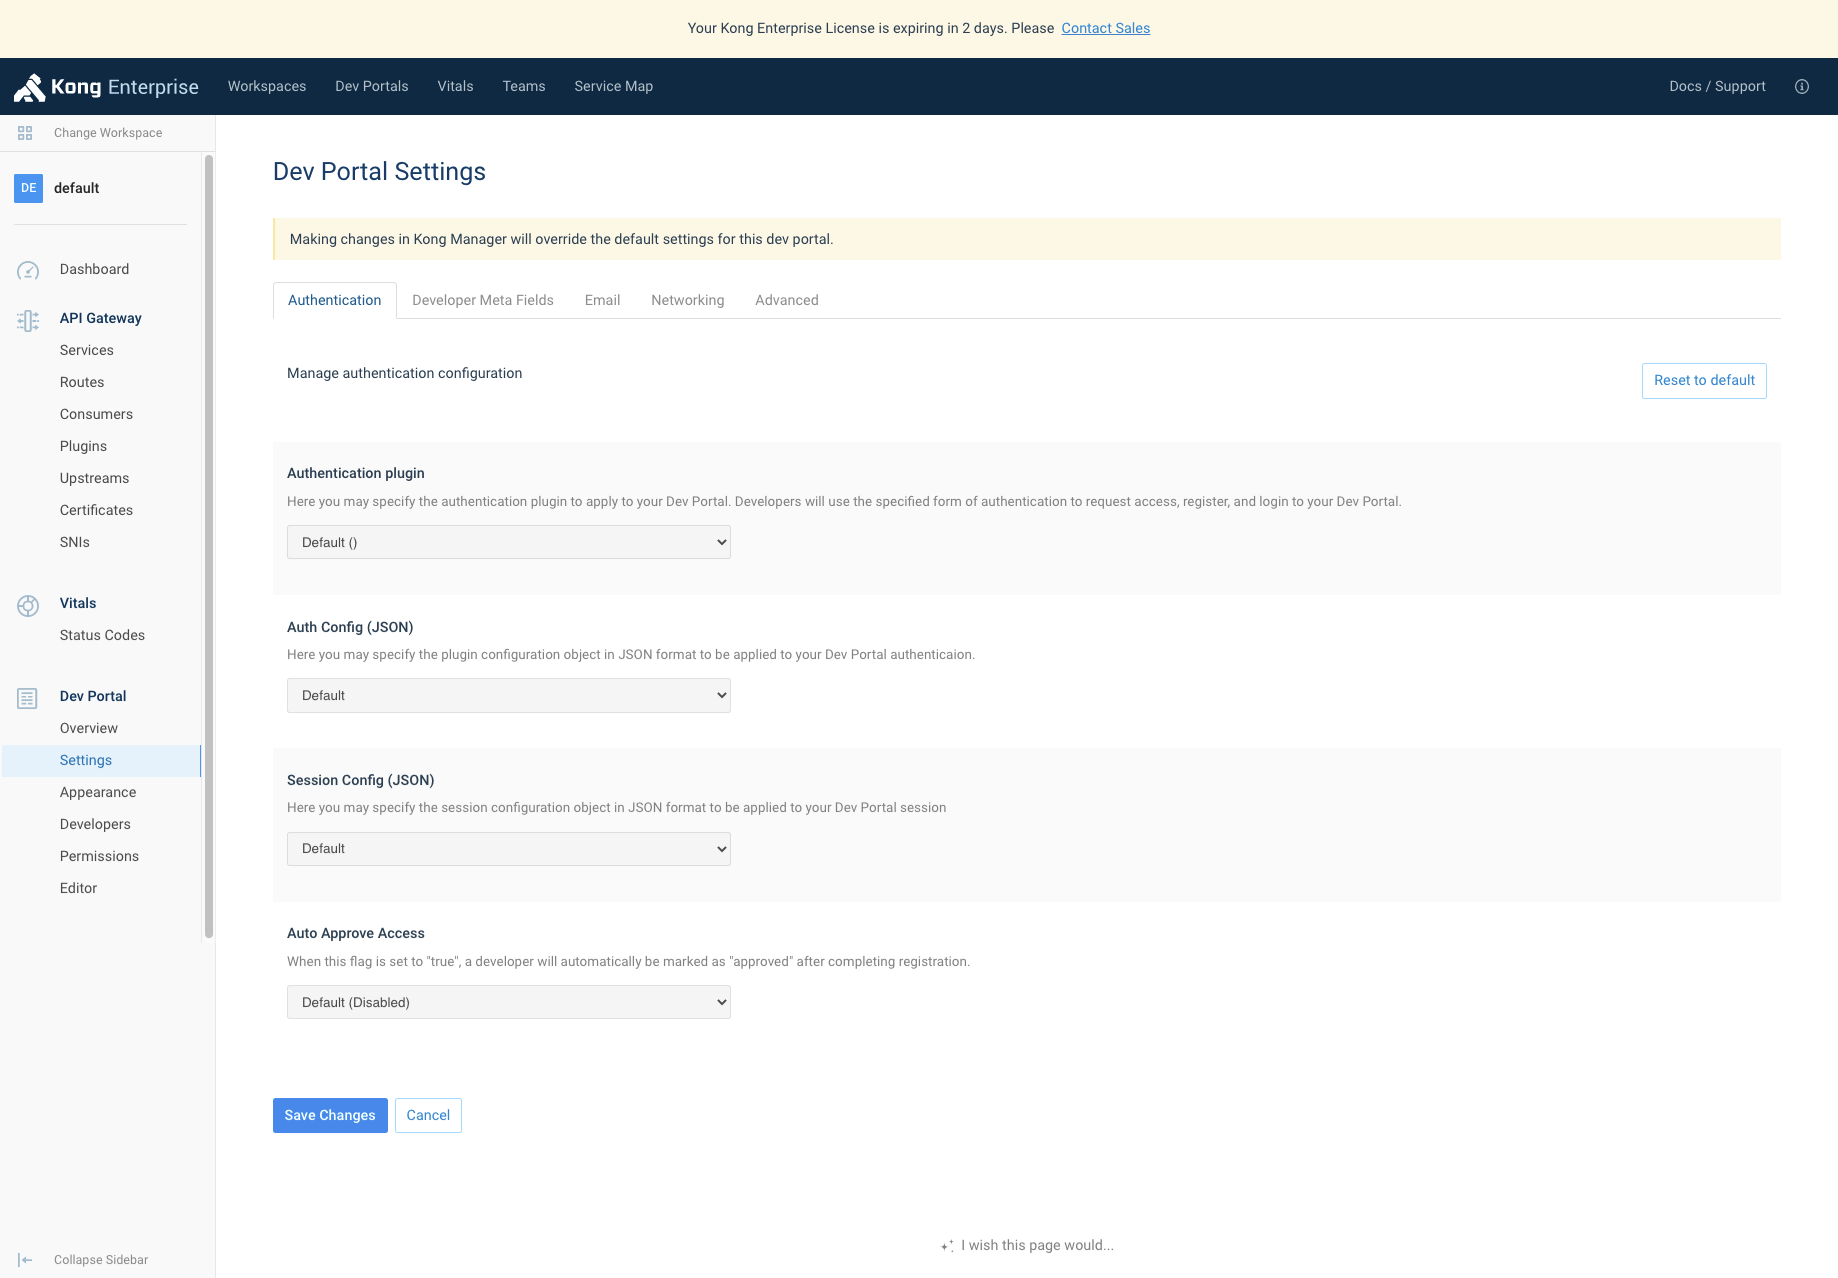 Your Kong Enterprise License is expiring in 2 days. Please Contact Sales
Kong Enterprise
Workspaces
Dev Portals
Vitals
Teams
Service Map
Docs / Support
Change Workspace
DE
default
Dashboard
API Gateway
Services
Routes
Consumers
Plugins
Upstreams
Certificates
SNIs
Vitals
Status Codes
Dev Portal
Overview
Settings
Appearance
Developers
Permissions
Editor
Collapse Sidebar
Dev Portal Settings
Making changes in Kong Manager will override the default settings for this dev portal.
Authentication
Developer Meta Fields
Email
Networking
Advanced
Manage authentication configuration
Reset to default
Authentication plugin
Here you may specify the authentication plugin to apply to your Dev Portal. Developers will use the specified form of authentication to request access, register, and login to your Dev Portal.
Default ()
Auth Config (JSON)
Here you may specify the plugin configuration object in JSON format to be applied to your Dev Portal authenticaion.
Default
Session Config (JSON)
Here you may specify the session configuration object in JSON format to be applied to your Dev Portal session
Default
Auto Approve Access
When this flag is set to "true", a developer will automatically be marked as "approved" after completing registration.
Default (Disabled)
Save Changes
Cancel
I wish this page would...